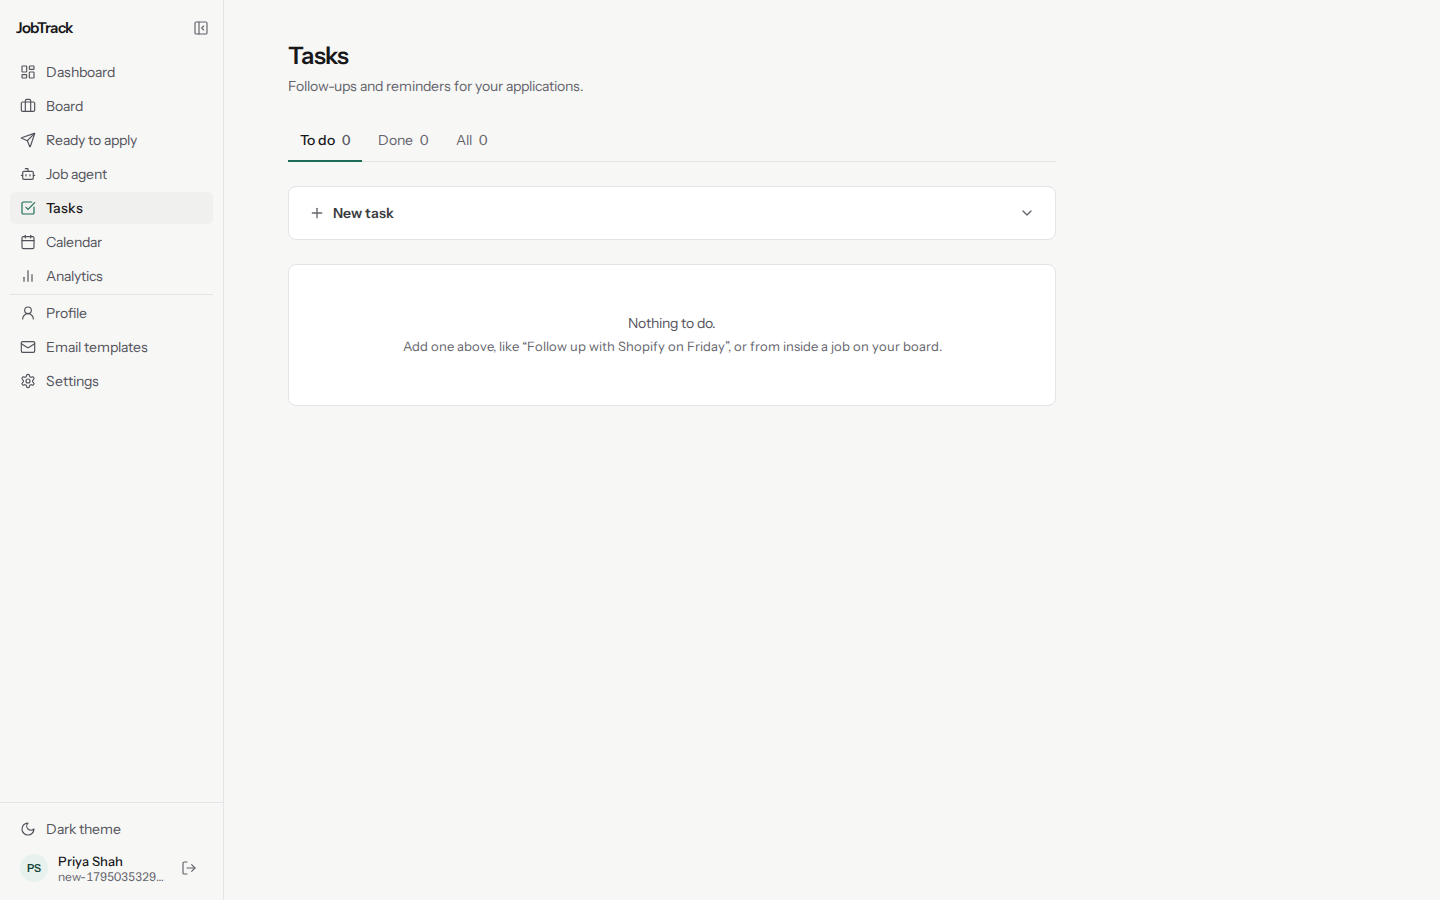 JobTrack
Dashboard
Board
Ready to apply
Job agent
Tasks
Calendar
Analytics
Profile
Email templates
Settings
Dark theme
PS
Priya Shah
new-1795035329...
Tasks
Follow-ups and reminders for your applications.
To do 0 Done 0 All 0
New task
Nothing to do.
Add one above, like “Follow up with Shopify on Friday”, or from inside a job on your board.